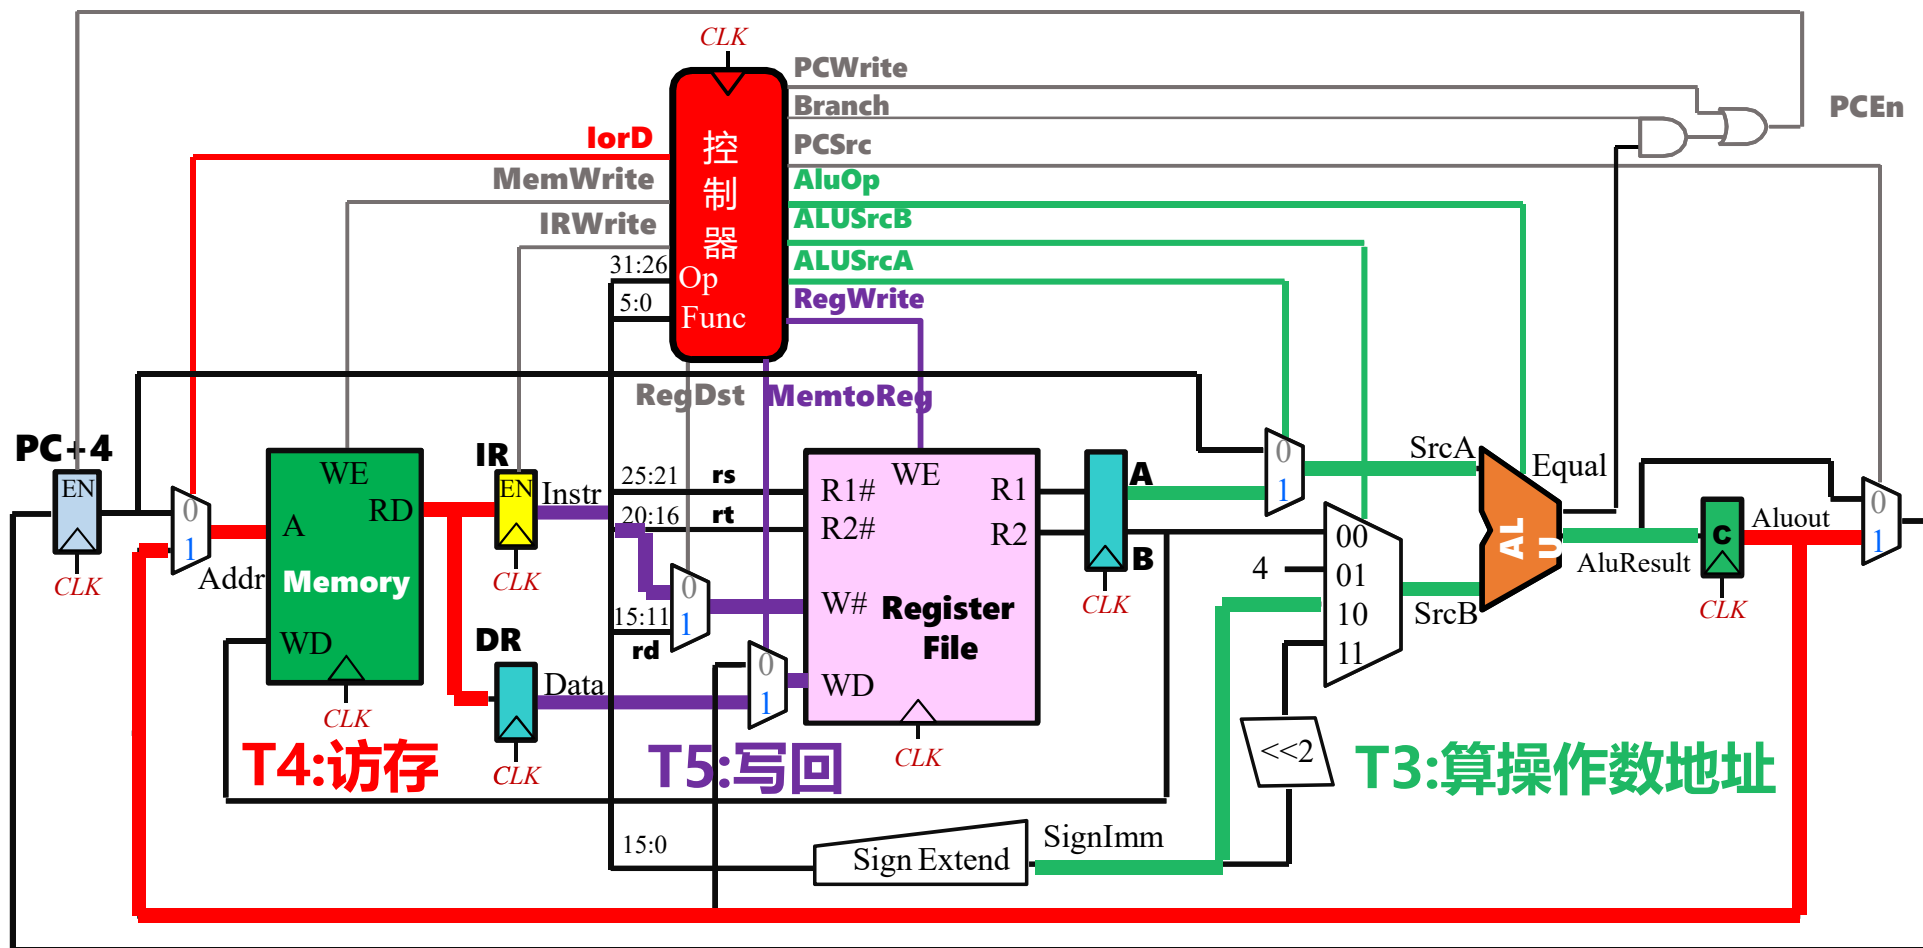 CLK
PCWrite
Branch
PCEn
IorD
PCSrc
MemWrite
AluOp
IRWrite
ALUSrcB
控制器
31:26
Op
ALUSrcA
5:0
Func
RegWrite
RegDst
MemtoReg
PC+4
EN
CLK
0
1
Addr
WE
A
RD
Memory
WD
CLK
IR
EN
Instr
CLK
DR
Data
CLK
25:21 rs
20:16 rt
15:11
rd
0
1
0
1
WE
R1#
R1
R2#
R2
W#
Register
File
WD
CLK
A
B
CLK
0
1
SrcA
00
4
01
10
11
SrcB
ALU
Equal
AluResult
C
CLK
Aluout
0
1
T4:访存
T5:写回
<<2
T3:算操作数地址
15:0
Sign Extend
SignImm